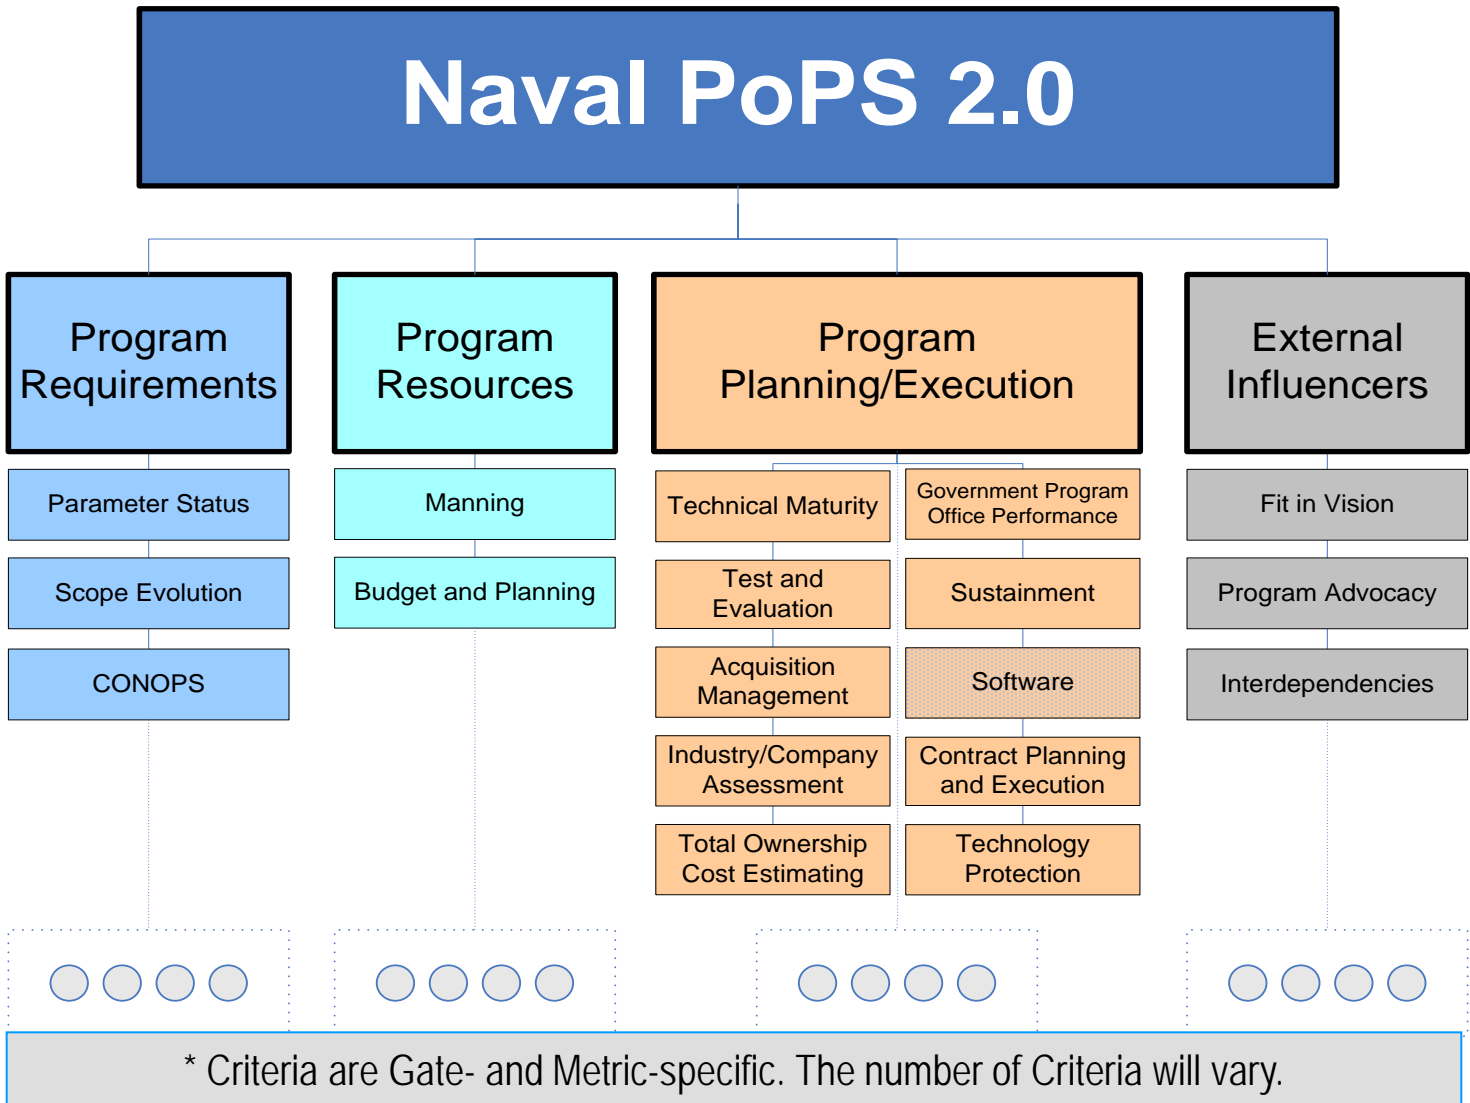 Naval PoPS 2.0
Program
Requirements
Program
Resources
Program
Planning/Execution
External
Influencers
Parameter Status
Scope Evolution
CONOPS
Manning
Budget and Planning
Technical Maturity
Test and
Evaluation
Acquisition
Management
Industry/Company
Assessment
Total Ownership
Cost Estimating
Government Program
Office Performance
Sustainment
Software
Contract Planning
and Execution
Technology
Protection
Fit in Vision
Program Advocacy
Interdependencies
* Criteria are Gate- and Metric-specific. The number of Criteria will vary.